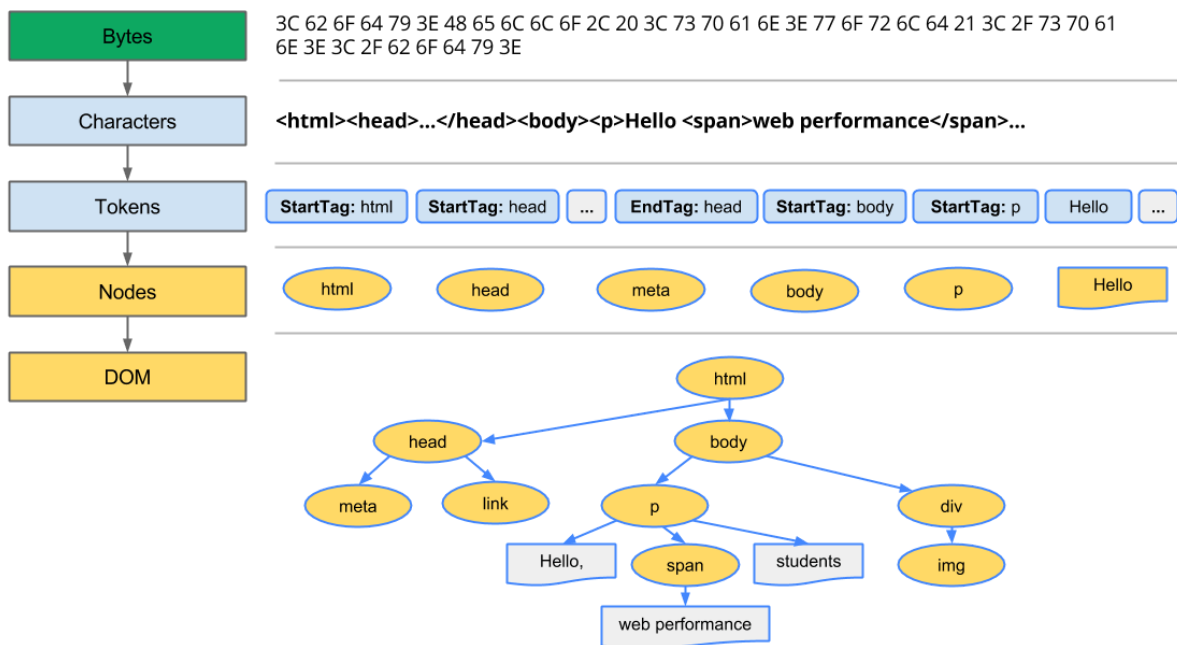 Bytes
3C 62 6F 64 79 3E 48 65 6C 6C 6F 2C 20 3C 73 70 61 6E 3E 77 6F 72 6C 64 21 3C 2F 73 70 61
6E 3E 3C 2F 62 6F 64 79 3E
Characters
<html><head>...</head><body><p>Hello <span>web performance</span>...
Tokens
StartTag: html
StartTag: head
...
EndTag: head
StartTag: body
StartTag: p
Hello
...
Nodes
html
head
meta
body
p
Hello
DOM
html
head
body
meta
link
p
div
Hello,
span
students
img
web performance